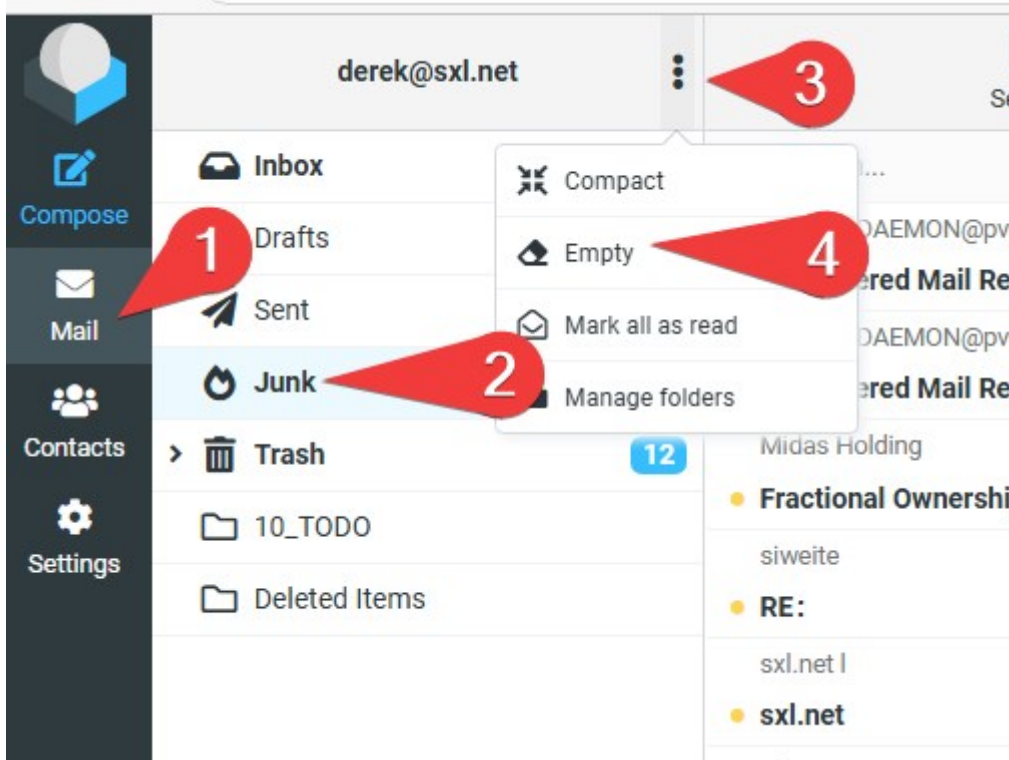 derek@sxl.net
3
Compose
Mail
1
Contacts
Settings
Inbox
Drafts
Sent
Junk
2
Trash
12
10_TODO
Deleted Items
Compact
Empty
4
Mark all as read
Manage folders
...
DAEMON@pv
ered Mail Re
DAEMON@pv
ered Mail Re
Midas Holding
Fractional Ownershi
siweite
RE:
sxl.net l
sxl.net